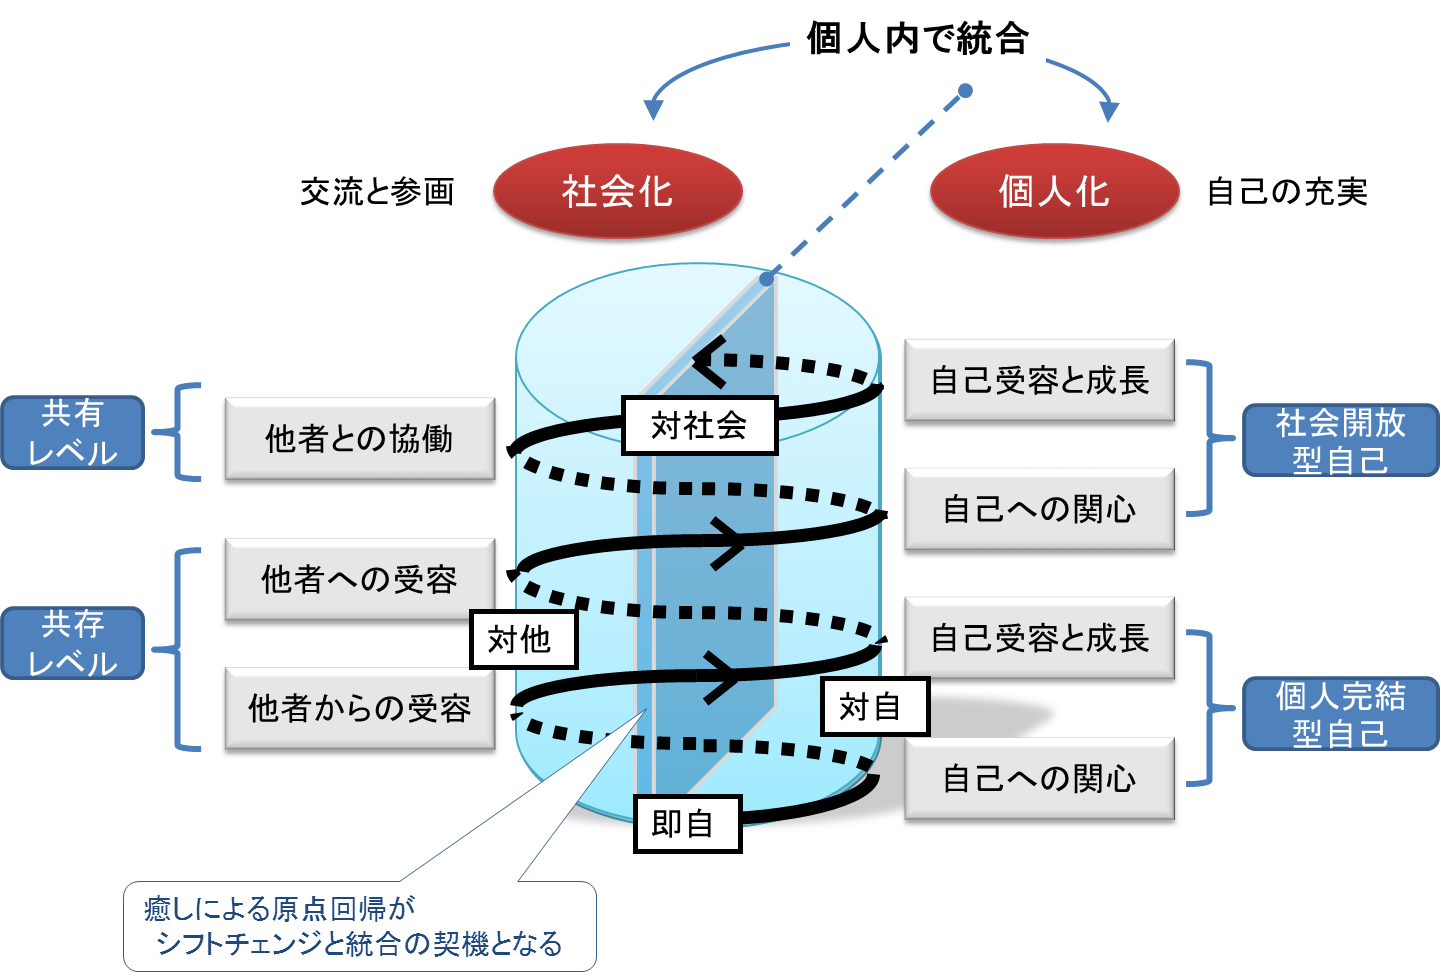 個人内で統合
交流と参画
社会化
個人化
自己の充実
自己受容と成長
共有
レベル
他者との協働
対社会
社会開放
型自己
自己への関心
他者への受容
共存
レベル
対他
自己受容と成長
他者からの受容
対自
個人完結
型自己
自己への関心
即自
癒しによる原点回帰が
シフトチェンジと統合の契機となる